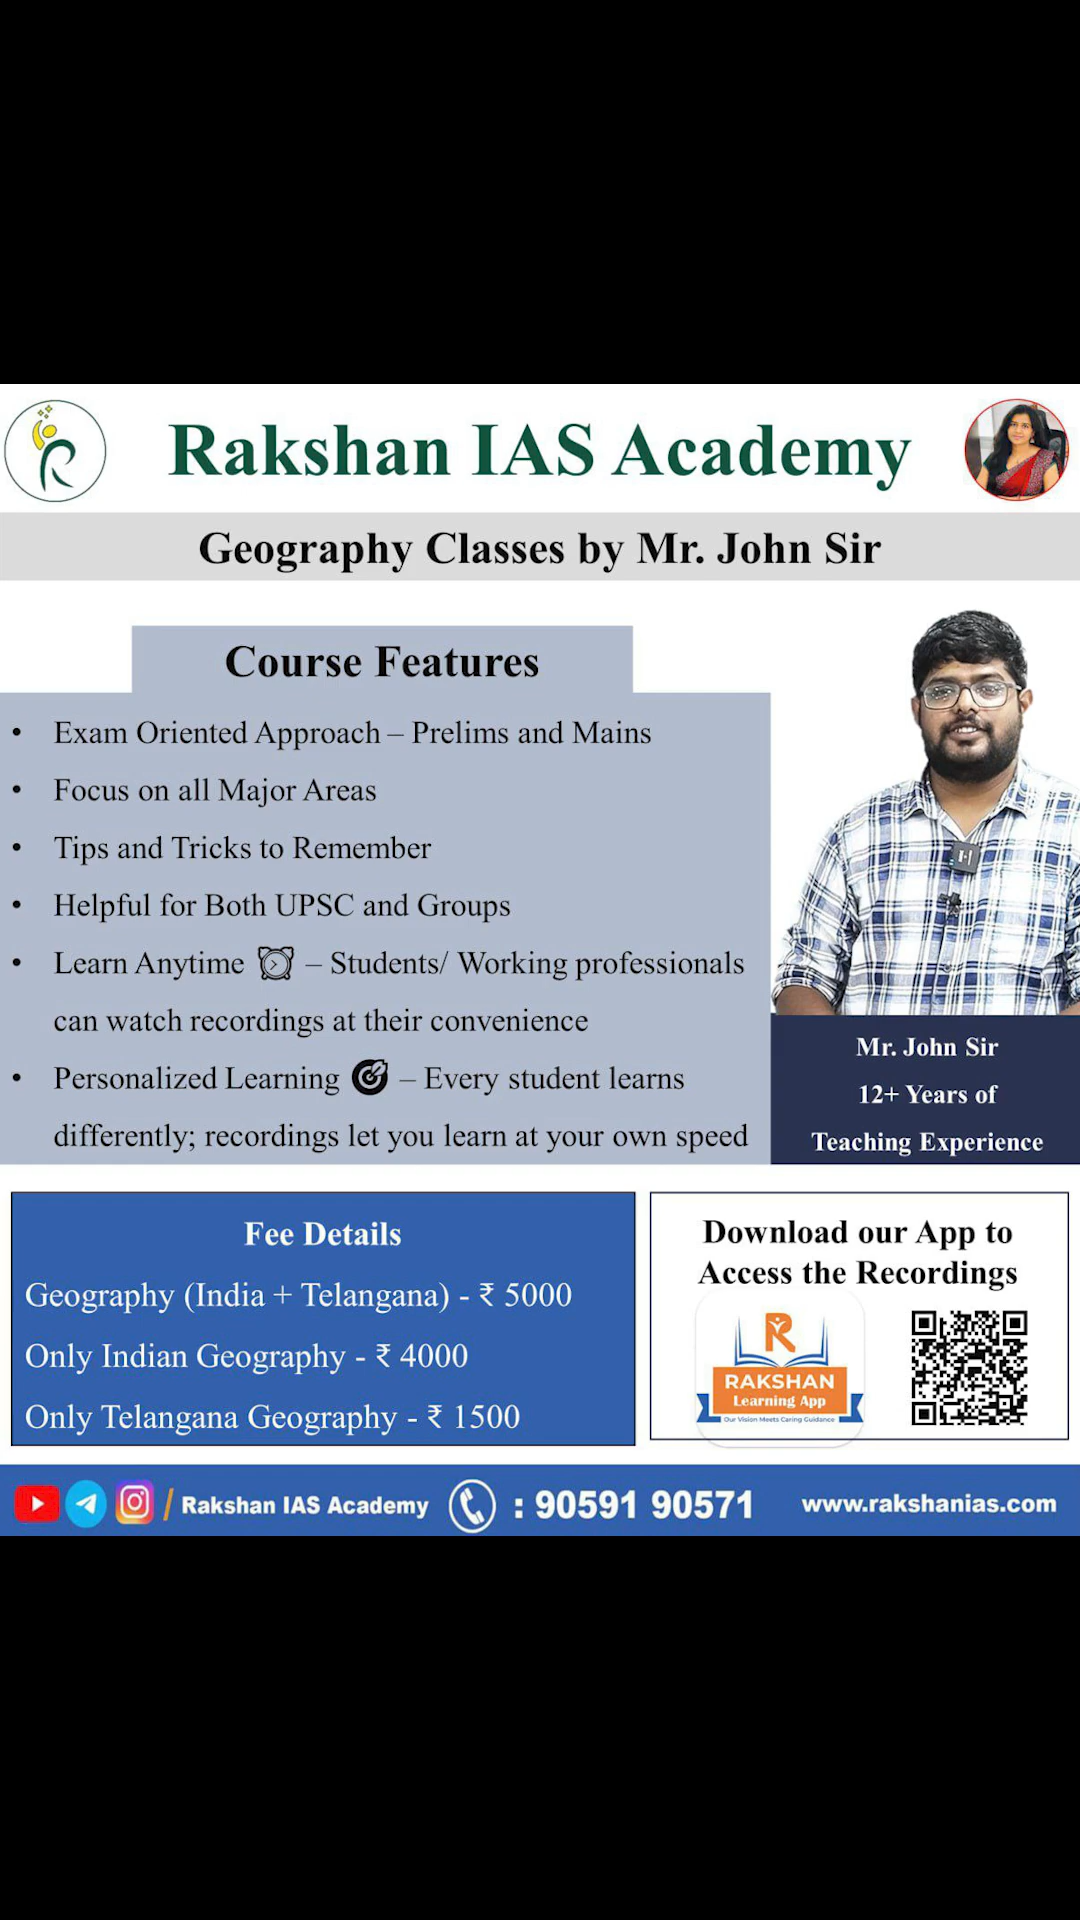 Rakshan IAS Academy
Geography Classes by Mr. John Sir
Course Features
• Exam Oriented Approach – Prelims and Mains
• Focus on all Major Areas
• Tips and Tricks to Remember
• Helpful for Both UPSC and Groups
• Learn Anytime – Students/ Working professionals
can watch recordings at their convenience
• Personalized Learning – Every student learns
differently; recordings let you learn at your own speed
Mr. John Sir
12+ Years of
Teaching Experience
Fee Details
Geography (India + Telangana) - ₹ 5000
Only Indian Geography - ₹ 4000
Only Telangana Geography - ₹ 1500
Download our App to
Access the Recordings
RAKSHAN
Learning App
Our Vision Meets Caring Guidance
/ Rakshan IAS Academy : 90591 90571 www.rakshanias.com